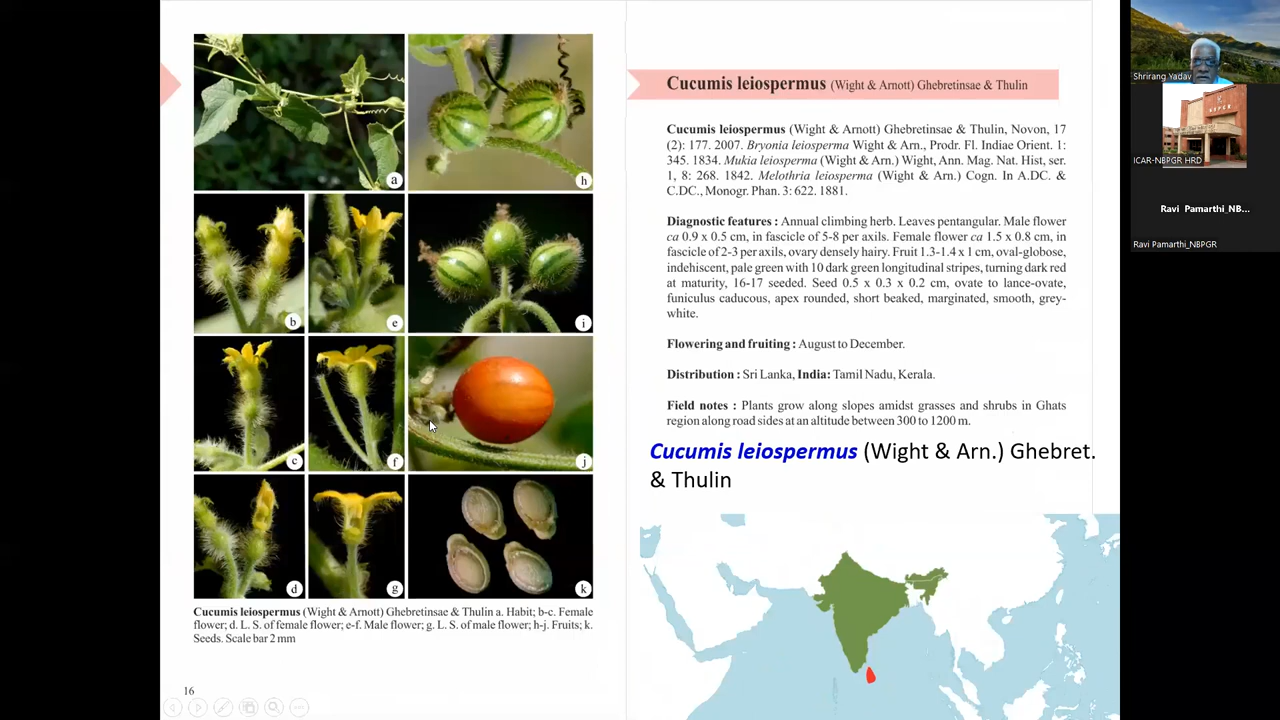 a
h
b
e
i
c
f
j
d
g
k
Cucumis leiospermus (Wight & Arnott) Ghebretinsae & Thulin a. Habit; b-c. Female
flower; d. L. S. of female flower; e-f. Male flower; g. L. S. of male flower; h-j. Fruits; k.
Seeds. Scale bar 2 mm
16
Cucumis leiospermus (Wight & Arnott) Ghebretinsae & Thulin
Cucumis leiospermus (Wight & Arnott) Ghebretinsae & Thulin, Novon, 17
(2): 177. 2007. Bryonia leiosperma Wight & Arn., Prodr. Fl. Indiae Orient. 1:
345. 1834. Mukia leiosperma (Wight & Arn.) Wight, Ann. Mag. Nat. Hist, ser.
1, 8: 268. 1842. Melothria leiosperma (Wight & Arn.) Cogn. In A.DC. &
C.DC., Monogr. Phan. 3: 622. 1881.
Diagnostic features : Annual climbing herb. Leaves pentangular. Male flower
ca 0.9 x 0.5 cm, in fascicle of 5-8 per axils. Female flower ca 1.5 x 0.8 cm, in
fascicle of 2-3 per axils, ovary densely hairy. Fruit 1.3-1.4 x 1 cm, oval-globose,
indehiscent, pale green with 10 dark green longitudinal stripes, turning dark red
at maturity, 16-17 seeded. Seed 0.5 x 0.3 x 0.2 cm, ovate to lance-ovate,
funiculus caducous, apex rounded, short beaked, marginated, smooth, grey-
white.
Flowering and fruiting : August to December.
Distribution : Sri Lanka, India: Tamil Nadu, Kerala.
Field notes : Plants grow along slopes amidst grasses and shrubs in Ghats
region along road sides at an altitude between 300 to 1200 m.
Cucumis leiospermus (Wight & Arn.) Ghebret.
& Thulin
Shrirang Yadav
ICAR-NBPGR HRD
Ravi Pamarthi_NB...
Ravi Pamarthi_NBPGR